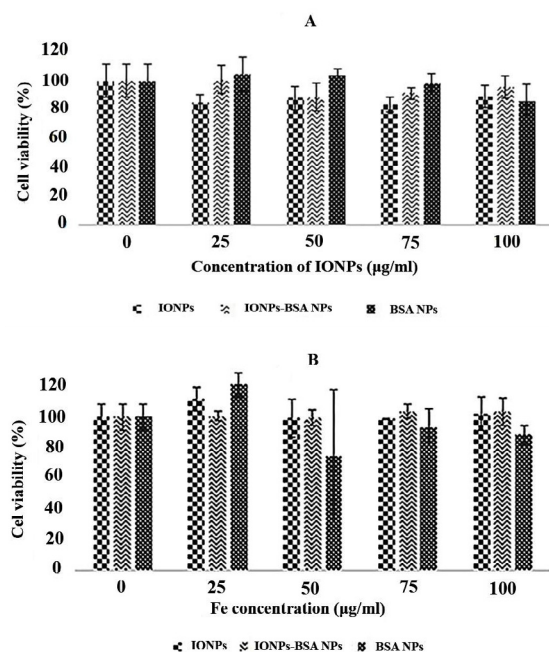 A
120
100
80
60
40
20
0
Cell viability (%)
0 25 50 75 100
Concentration of IONPs (µg/ml)
IONPs IONPs-BSA NPs BSA NPs
B
120
100
80
60
40
20
0
Cel viability (%)
0 25 50 75 100
Fe concentration (µg/ml)
IONPs IONPs-BSA NPs BSA NPs